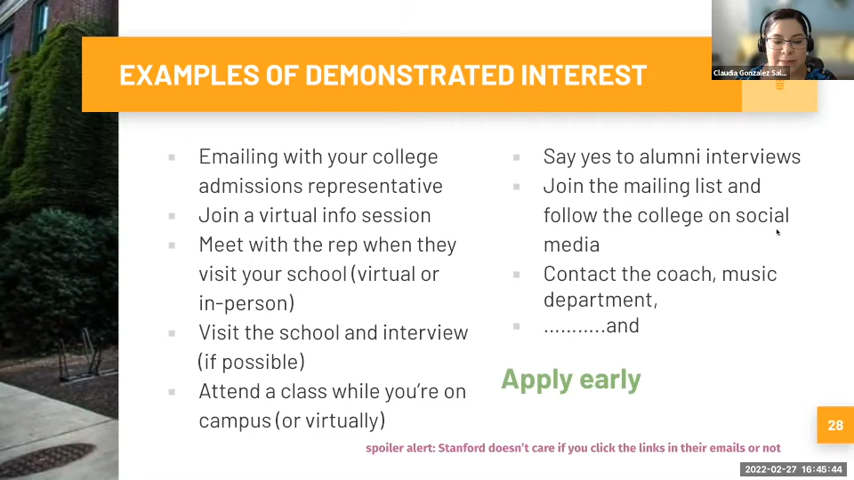 EXAMPLES OF DEMONSTRATED INTEREST
Claudia Gonzalez Sal...
Emailing with your college
admissions representative
Join a virtual info session
Meet with the rep when they
visit your school (virtual or
in-person)
Visit the school and interview
(if possible)
Attend a class while you're on
campus (or virtually)
Say yes to alumni interviews
Join the mailing list and
follow the college on social
media
Contact the coach, music
department,
………..and
Apply early
28
spoiler alert: Stanford doesn't care if you click the links in their emails or not
2022-02-27 16:45:44